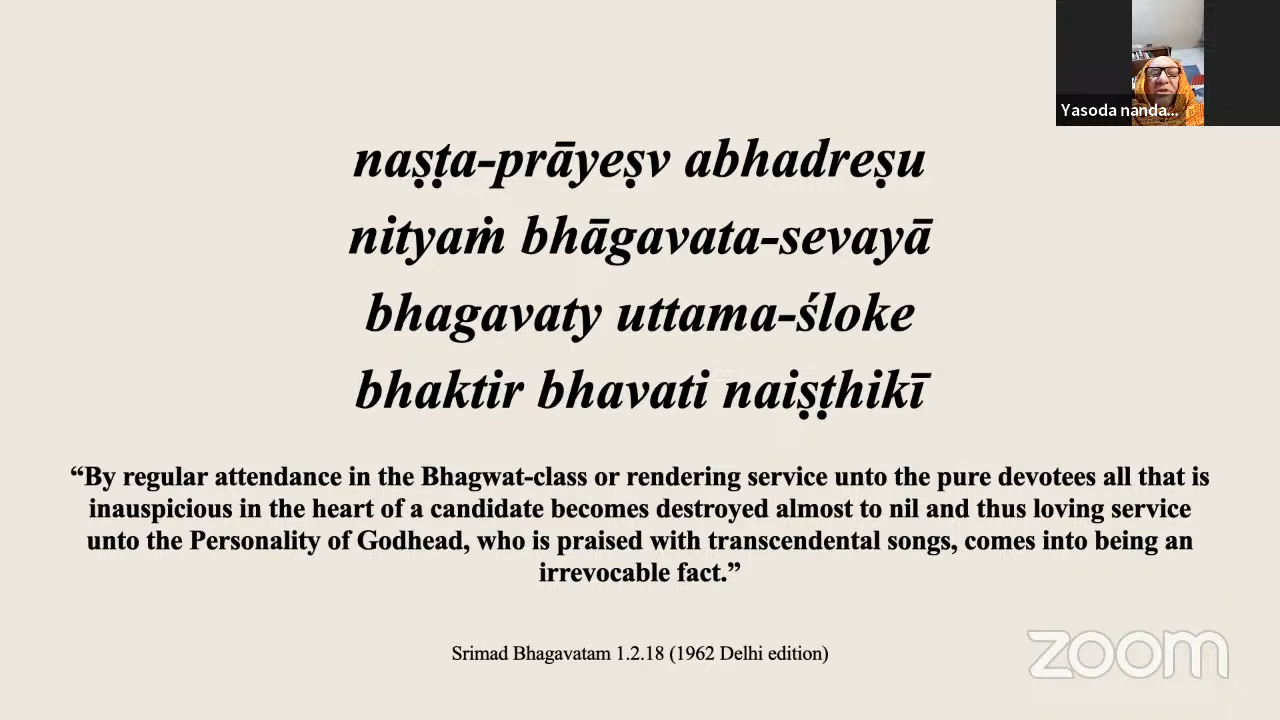 Yasoda nanda...
naṣṭa-prāyeṣv abhadreṣu
nityaṁ bhāgavata-sevayā
bhagavaty uttama-śloke
bhaktir bhavati naiṣṭhikī
“By regular attendance in the Bhagwat-class or rendering service unto the pure devotees all that is
inauspicious in the heart of a candidate becomes destroyed almost to nil and thus loving service
unto the Personality of Godhead, who is praised with transcendental songs, comes into being an
irrevocable fact.”
Srimad Bhagavatam 1.2.18 (1962 Delhi edition)
zoom